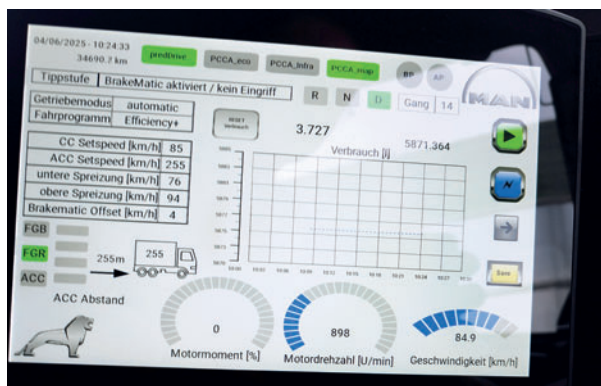 04/06/2025 - 10:24:33
34690.7 km
predDrive
PCCA_eco
PCCA_infra
PCCA_map
BP
AP
MAN
Tippstufe BrakeMatic aktiviert / kein Eingriff
R N D Gang 14
Getriebemodus automatic
Fahrprogramm Efficiency+
RESET
Verbrauch
3.727
CC Setspeed [km/h] 85
ACC Setspeed [km/h] 255
untere Spreizung [km/h] 76
obere Spreizung [km/h] 94
Brakematic Offset [km/h] 4
Verbrauch [l]
5871.364
FGB
FGR
ACC
255m
255
ACC Abstand
Save
0
Motormoment [%]
898
Motordrehzahl [U/min]
84.9
Geschwindigkeit [km/h]